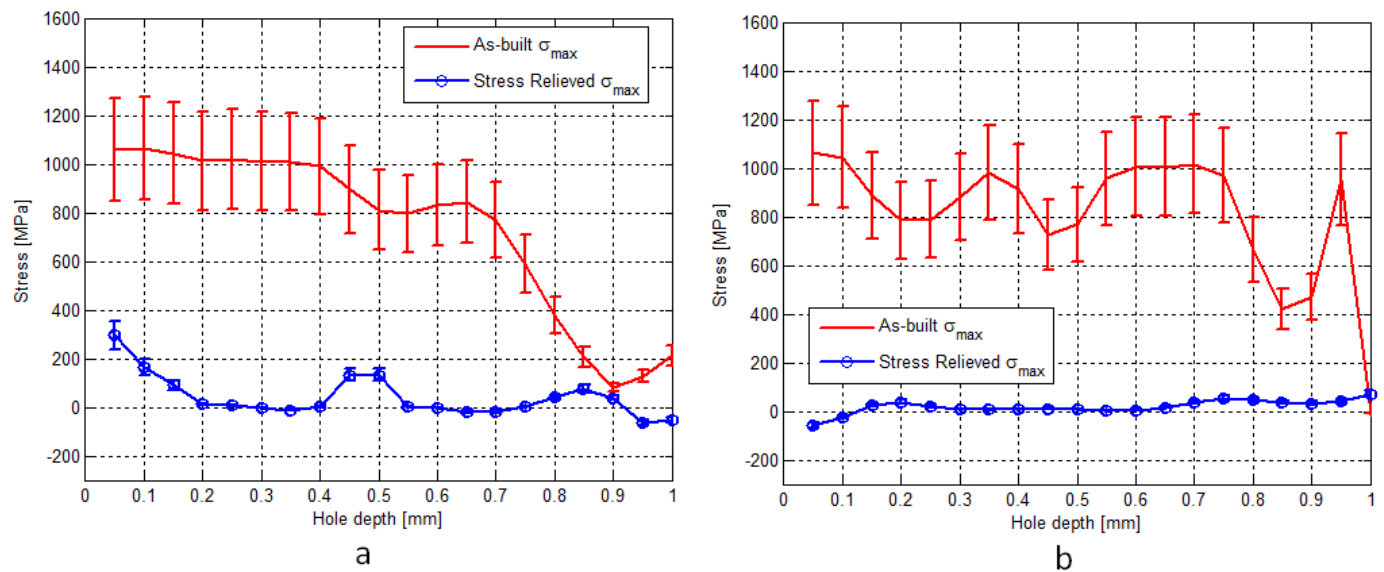 1600
1400
1200
1000
800
600
400
200
0
-200
Stress [MPa]
As-built σmax
Stress Relieved σmax
0 0.1 0.2 0.3 0.4 0.5 0.6 0.7 0.8 0.9 1
Hole depth [mm]
a
1600
1400
1200
1000
800
600
400
200
0
-200
Stress [MPa]
As-built σmax
Stress Relieved σmax
0 0.1 0.2 0.3 0.4 0.5 0.6 0.7 0.8 0.9 1
Hole depth [mm]
b